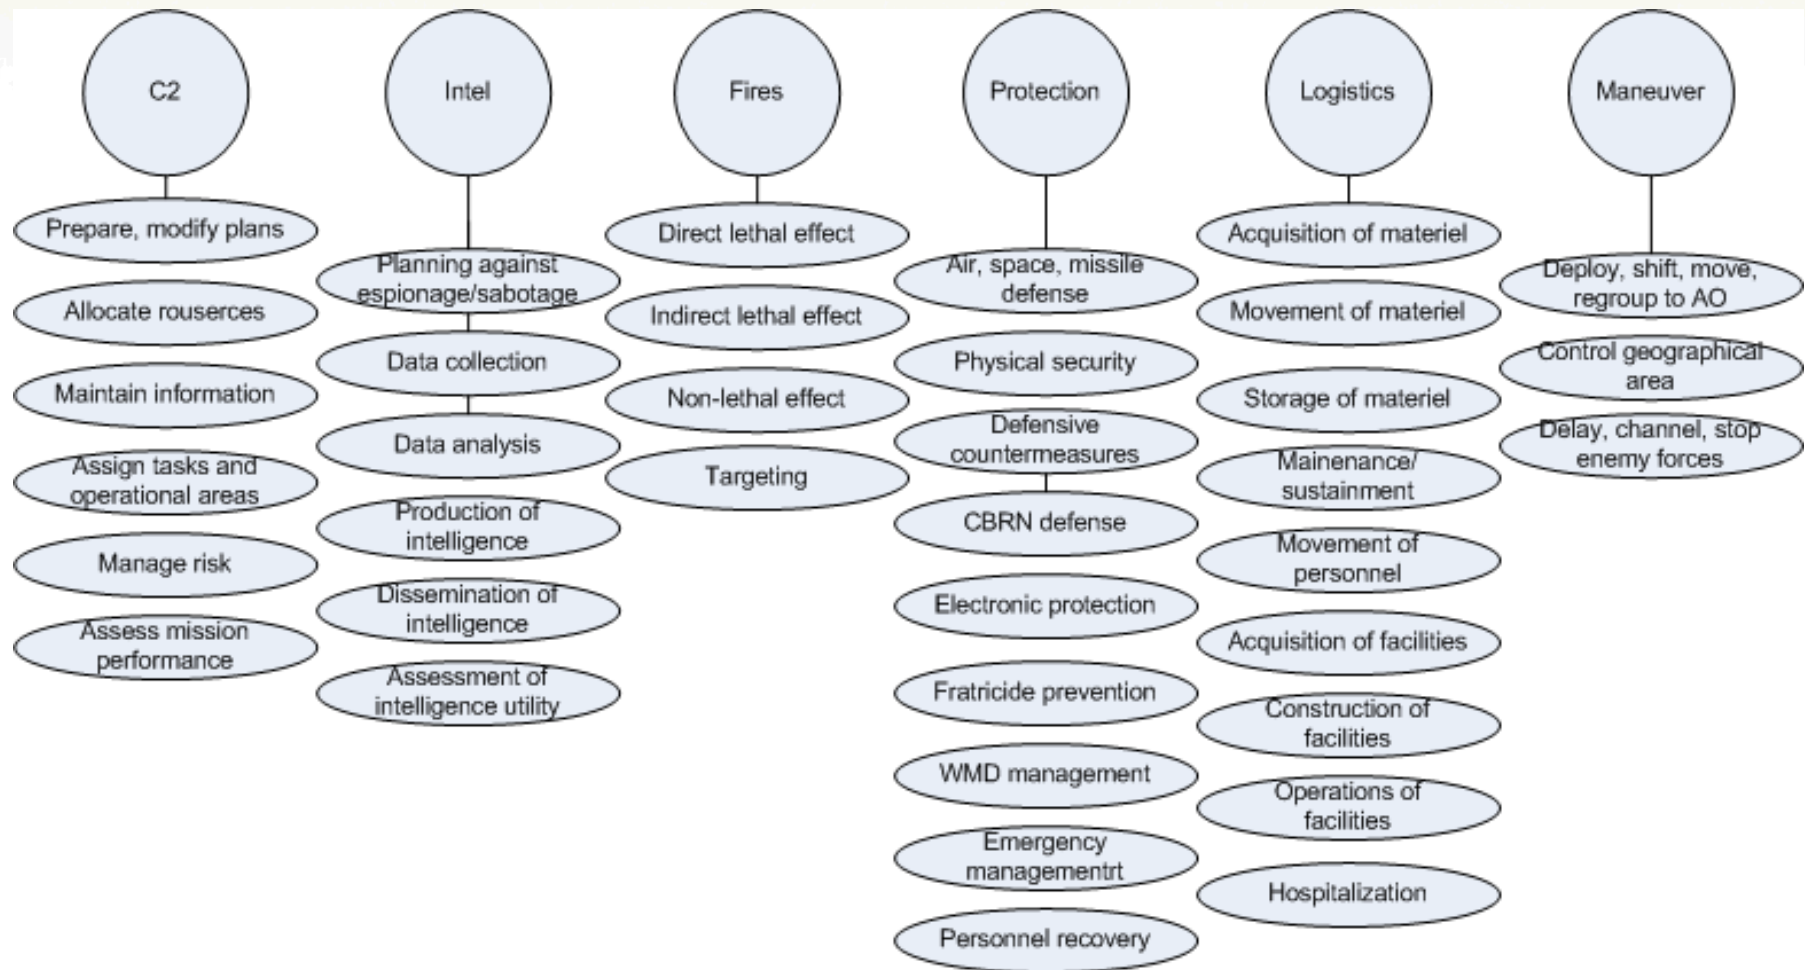 C2
Prepare, modify plans
Allocate rouserces
Maintain information
Assign tasks and
operational areas
Manage risk
Assess mission
performance
Intel
Planning against
espionage/sabotage
Data collection
Data analysis
Production of
intelligence
Dissemination of
intelligence
Assessment of
intelligence utility
Fires
Direct lethal effect
Indirect lethal effect
Non-lethal effect
Targeting
Protection
Air, space, missile
defense
Physical security
Defensive
countermeasures
CBRN defense
Electronic protection
Fratricide prevention
WMD management
Emergency
managementrt
Personnel recovery
Logistics
Acquisition of materiel
Movement of materiel
Storage of materiel
Mainenance/
sustainment
Movement of
personnel
Acquisition of facilities
Construction of
facilities
Operations of
facilities
Hospitalization
Maneuver
Deploy, shift, move,
regroup to AO
Control geographical
area
Delay, channel, stop
enemy forces